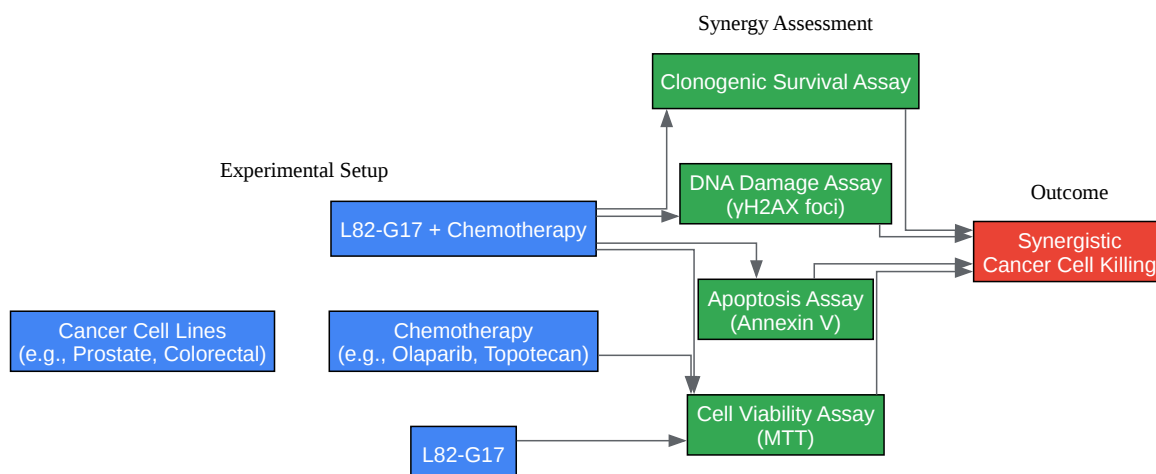 Synergy Assessment
Clonogenic Survival Assay
Experimental Setup
DNA Damage Assay
(γH2AX foci)
Outcome
L82-G17 + Chemotherapy
Synergistic
Cancer Cell Killing
Apoptosis Assay
(Annexin V)
Cancer Cell Lines
(e.g., Prostate, Colorectal)
Chemotherapy
(e.g., Olaparib, Topotecan)
Cell Viability Assay
(MTT)
L82-G17